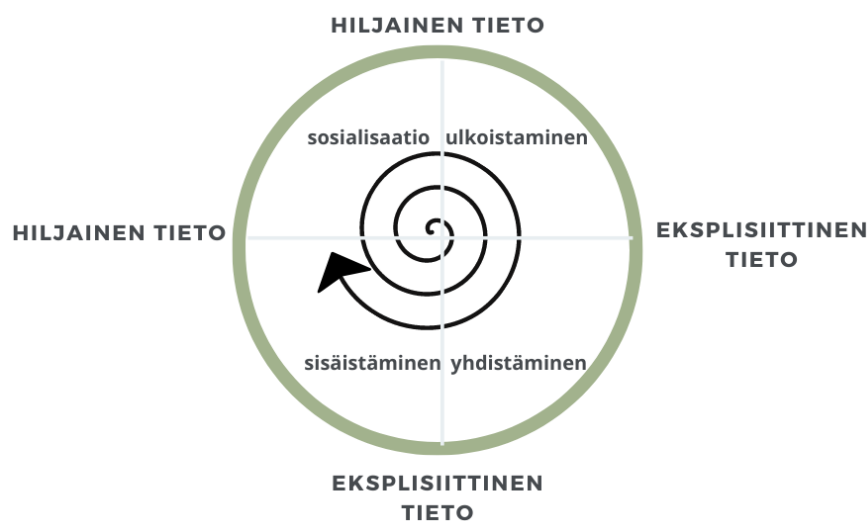 HILJAINEN TIETO
sosialisaatio ulkoistaminen
HILJAINEN TIETO
EKSPLISIITTINEN
TIETO
sisäistäminen yhdistäminen
EKSPLISIITTINEN
TIETO